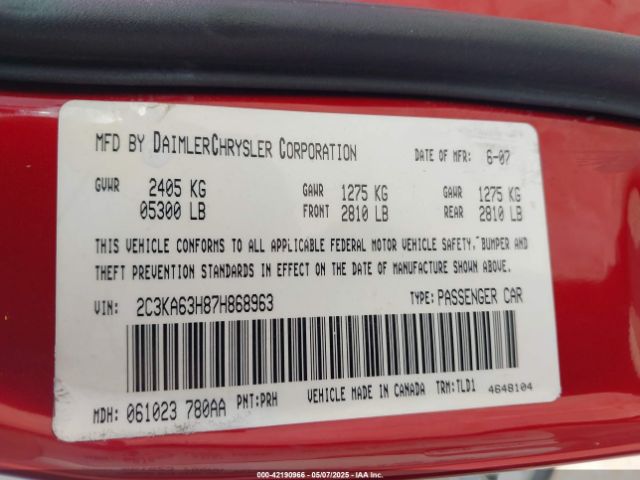 MFD BY DAIMLERCHRYSLER CORPORATION DATE OF MFR: 6-07
GVWR 2405 KG GAWR 1275 KG GAWR 1275 KG
05300 LB FRONT 2810 LB REAR 2810 LB
THIS VEHICLE CONFORMS TO ALL APPLICABLE FEDERAL MOTOR VEHICLE SAFETY, BUMPER AND
THEFT PREVENTION STANDARDS IN EFFECT ON THE DATE OF MANUFACTURE SHOWN ABOVE.
VIN: 2C3KA63H87H868963 TYPE: PASSENGER CAR
MDH: 061023 780AA PNT: PRH VEHICLE MADE IN CANADA TRM: TLD1 4648104
000-42190966 - 05/07/2025 - IAA Inc.